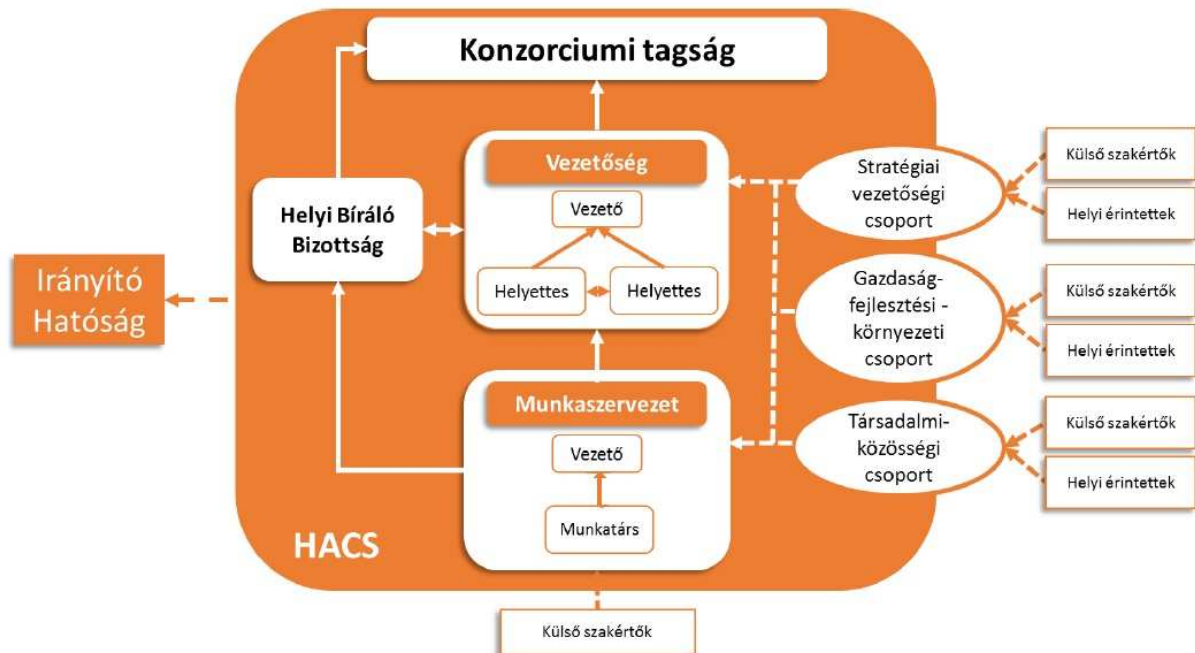 Konzorciumi tagság
Vezetőség
Vezető
Helyettes
Helyettes
Helyi Bíráló
Bizottság
Irányító
Hatóság
Munkaszervezet
Vezető
Munkatárs
HACS
Külső szakértők
Stratégiai
vezetőségi
csoport
Külső szakértők
Helyi érintettek
Gazdaság-
fejlesztési -
környezeti
csoport
Külső szakértők
Helyi érintettek
Társadalmi-
közösségi
csoport
Külső szakértők
Helyi érintettek